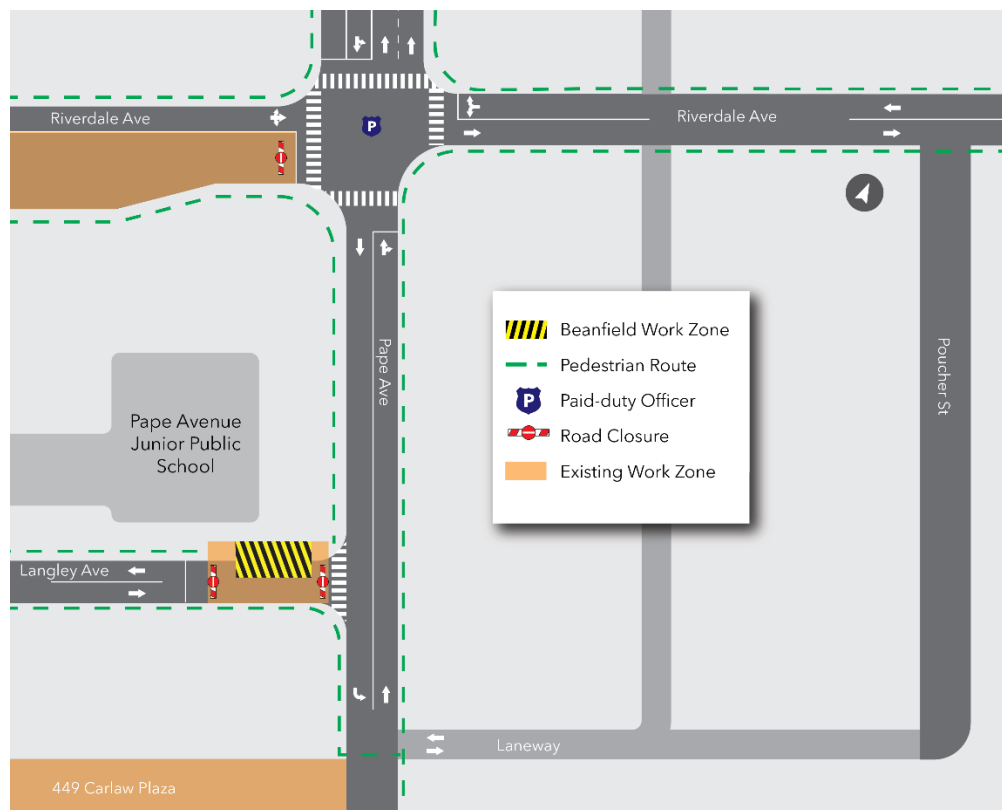 Riverdale Ave
Riverdale Ave
P
Pape Ave
Poucher St
Beanfield Work Zone
Pedestrian Route
P
Paid-duty Officer
Road Closure
Existing Work Zone
Pape Avenue
Junior Public
School
Langley Ave
Laneway
449 Carlaw Plaza